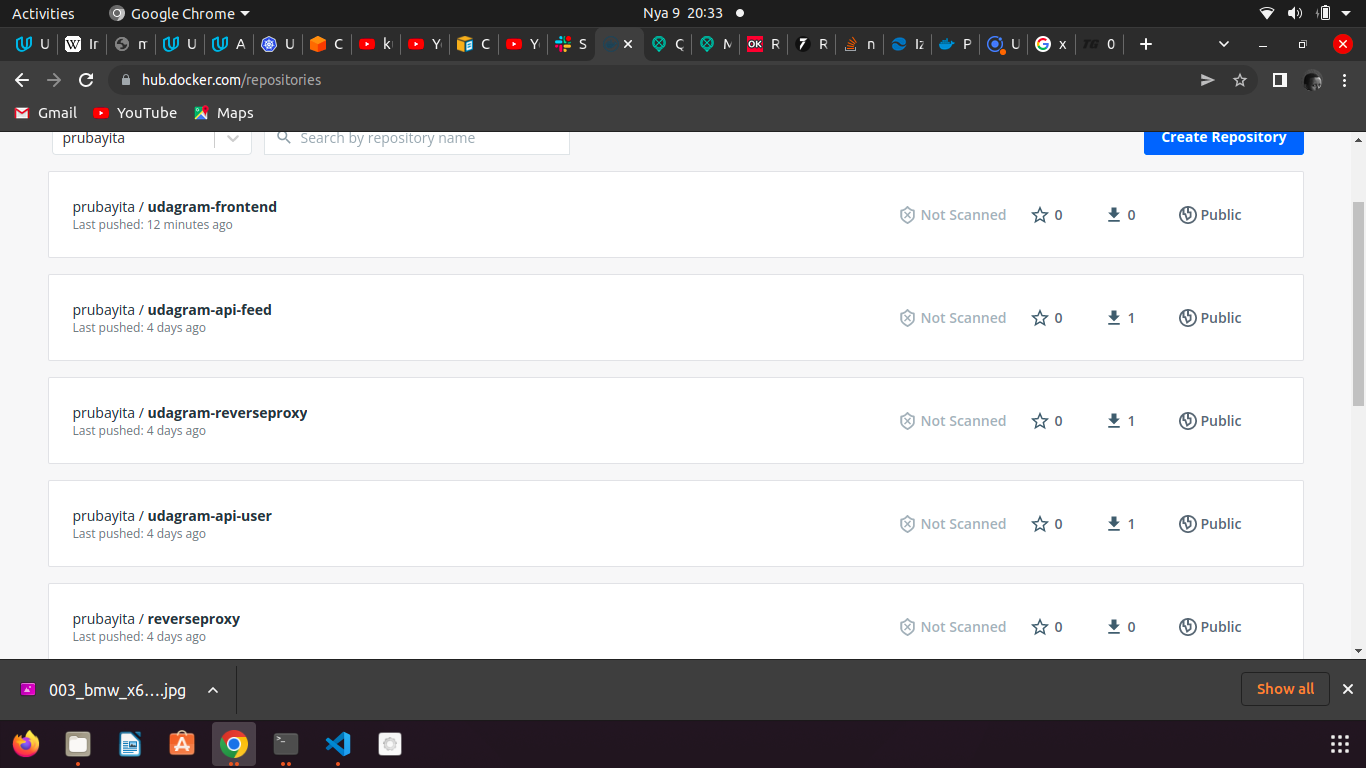 Activities Google Chrome Nya 9 20:33
U Ir m U A U C k Y C Y S Q M R R n Iz P U x 0
hub.docker.com/repositories
Gmail YouTube Maps
prubayita Search by repository name Create Repository
prubayita / udagram-frontend
Last pushed: 12 minutes ago
Not Scanned 0 0 Public
prubayita / udagram-api-feed
Last pushed: 4 days ago
Not Scanned 0 1 Public
prubayita / udagram-reverseproxy
Last pushed: 4 days ago
Not Scanned 0 1 Public
prubayita / udagram-api-user
Last pushed: 4 days ago
Not Scanned 0 1 Public
prubayita / reverseproxy
Last pushed: 4 days ago
Not Scanned 0 0 Public
003_bmw_x6....jpg Show all